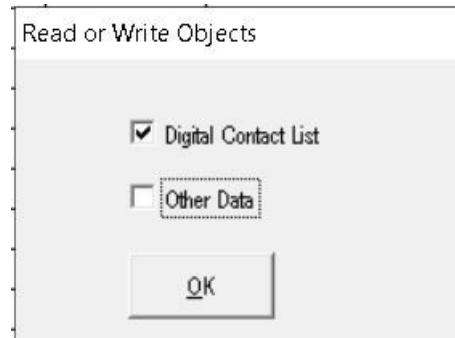 Read or Write Objects
Digital Contact List
Other Data
OK